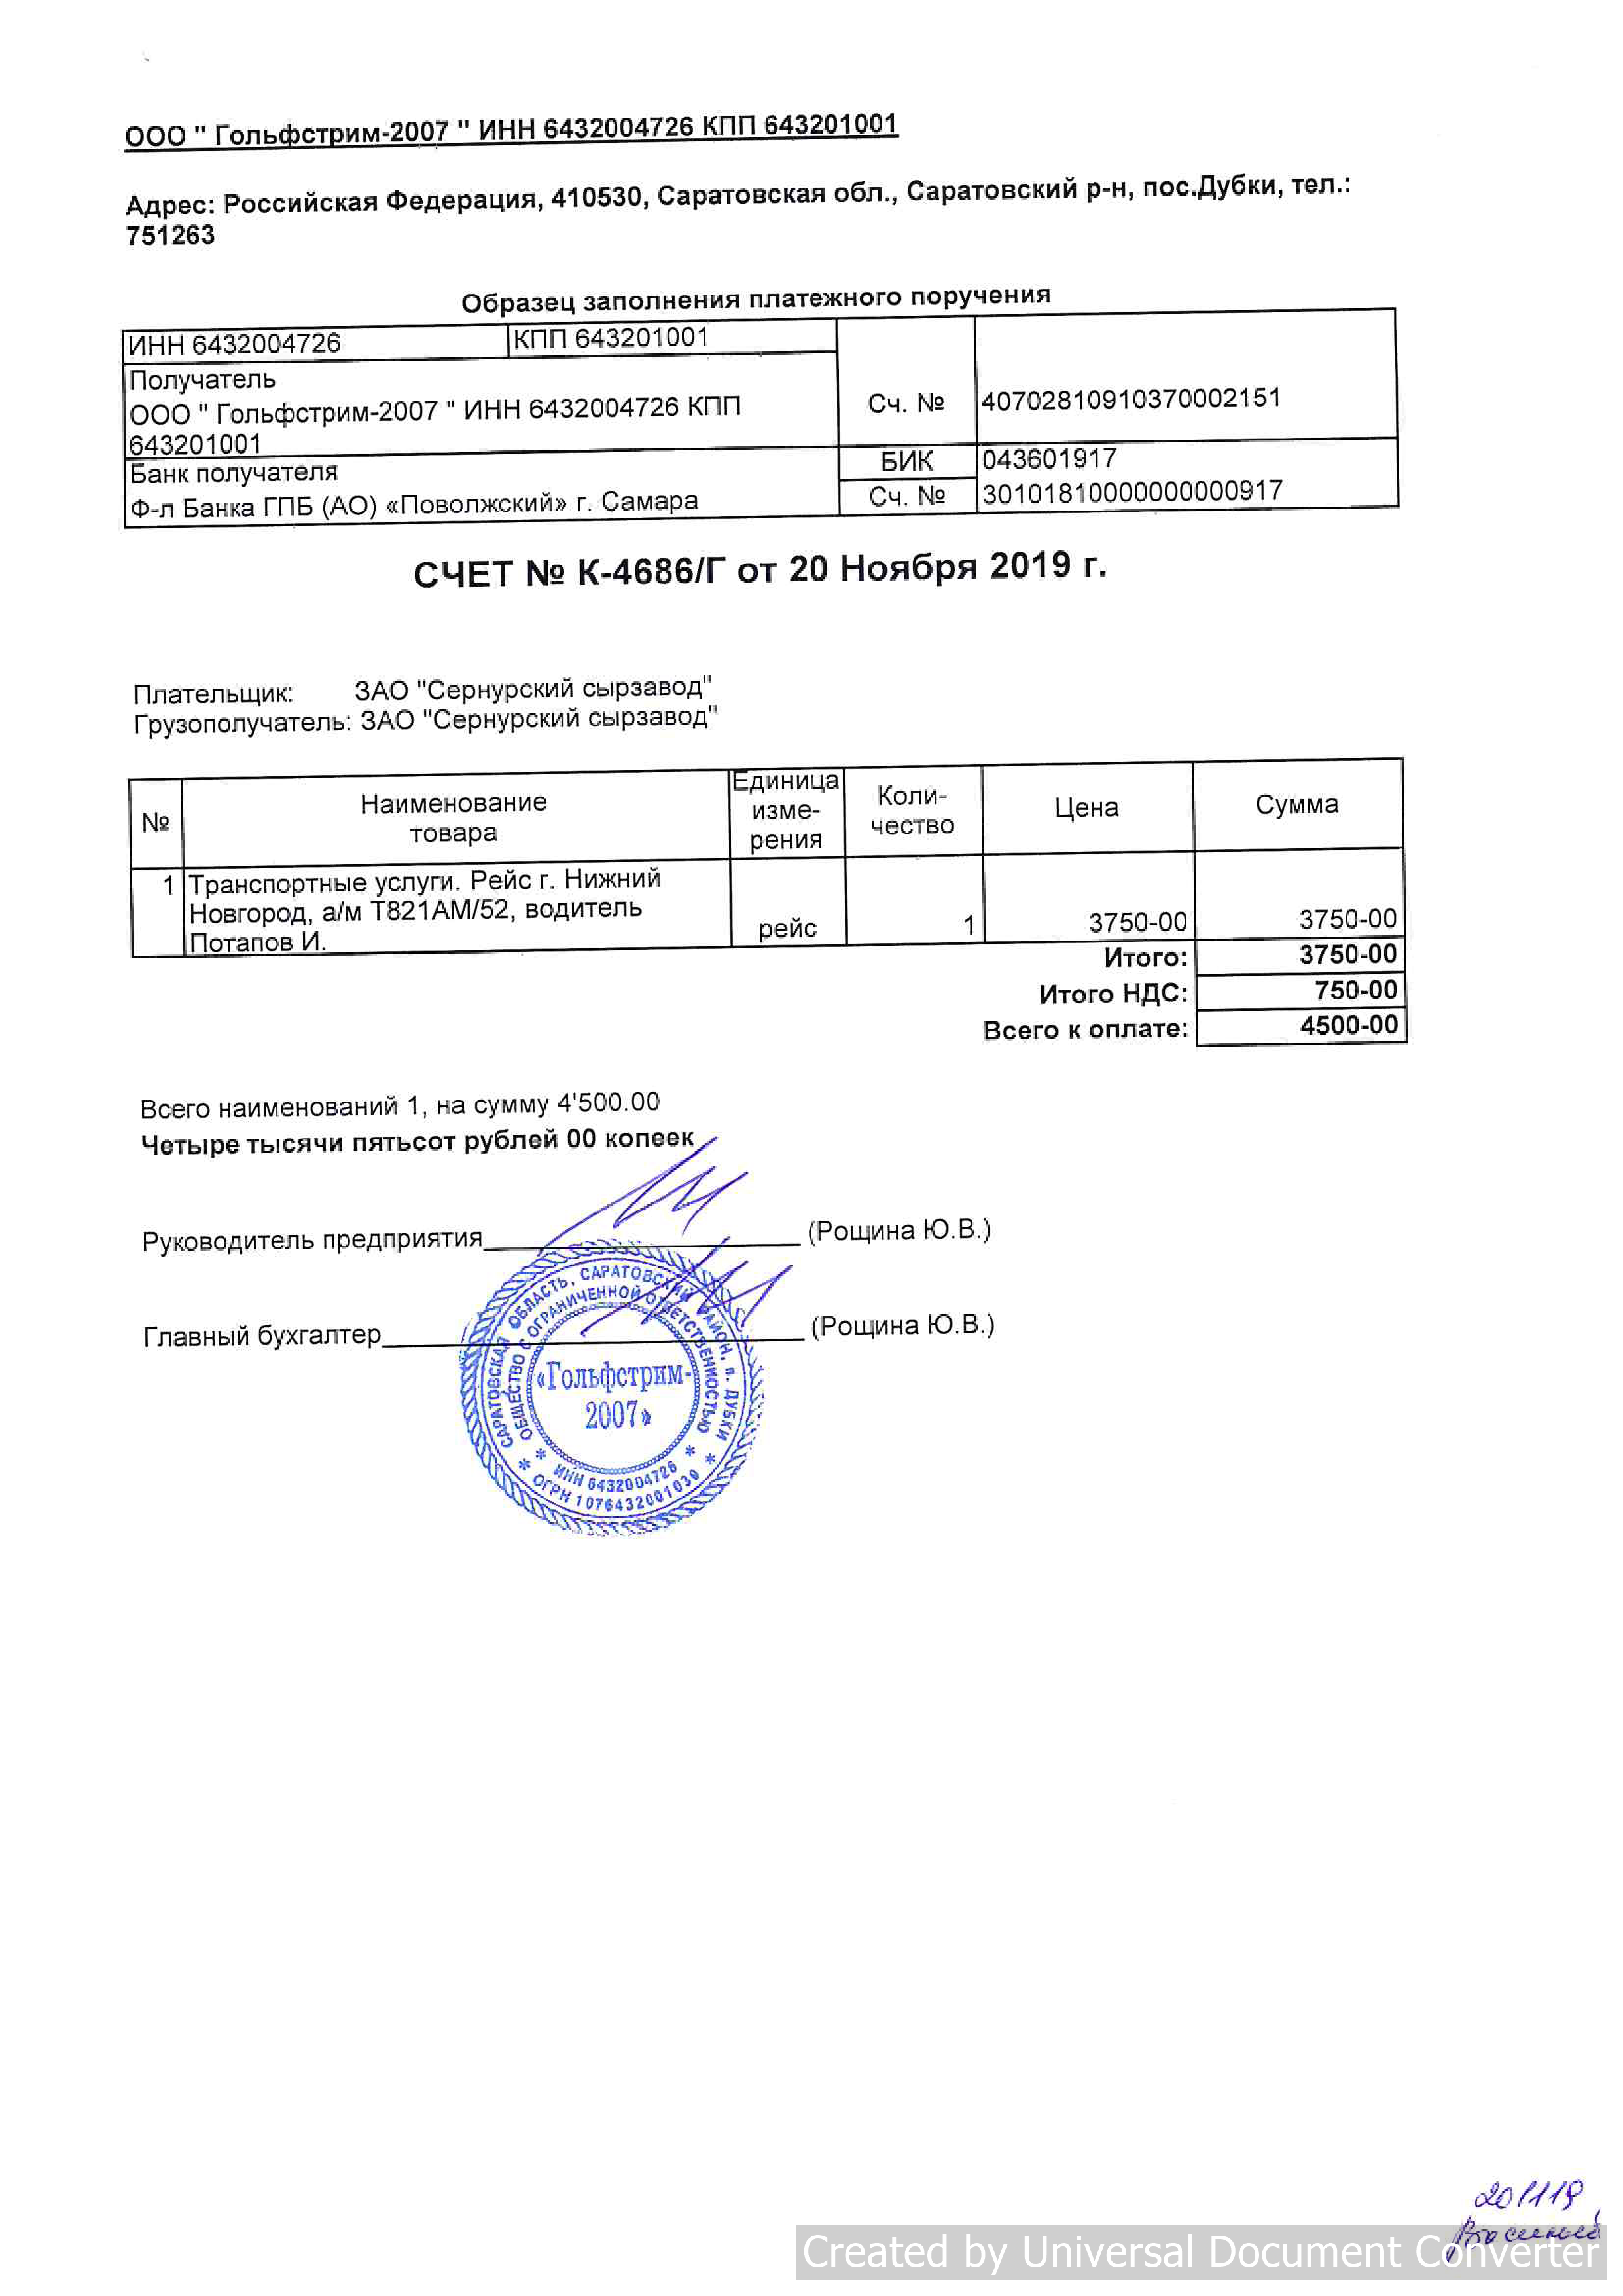 ООО " Гольфстрим-2007 " ИНН 6432004726 КПП 643201001
Адрес: Российская Федерация, 410530, Саратовская обл., Саратовский р-н, пос.Дубки, тел.:
751263
Образец заполнения платежного поручения
ИНН 6432004726 КПП 643201001
Получатель
ООО " Гольфстрим-2007 " ИНН 6432004726 КПП
643201001
Сч. № 40702810910370002151
Банк получателя
Ф-л Банка ГПБ (АО) «Поволжский» г. Самара
БИК 043601917
Сч. № 30101810000000000917
СЧЕТ № К-4686/Г от 20 Ноября 2019 г.
Плательщик: ЗАО "Сернурский сырзавод"
Грузополучатель: ЗАО "Сернурский сырзавод"
№
Наименование
товара
Единица
изме-
рения
Коли-
чество
Цена
Сумма
1 Транспортные услуги. Рейс г. Нижний
Новгород, а/м Т821АМ/52, водитель
Потапов И.
рейс 1 3750-00 3750-00
Итого: 3750-00
Итого НДС: 750-00
Всего к оплате: 4500-00
Всего наименований 1, на сумму 4'500.00
Четыре тысячи пятьсот рублей 00 копеек
Руководитель предприятия (Рощина Ю.В.)
Главный бухгалтер (Рощина Ю.В.)
САРАТОВСКАЯ ОБЛАСТЬ, САРАТОВСКИЙ РАЙОН, п. ДУБКИ
ОБЩЕСТВО С ОГРАНИЧЕННОЙ ОТВЕТСТВЕННОСТЬЮ
«Гольфстрим-
2007»
* ИНН 6432004726 *
* ОГРН 1076432001039 *
201119
Created by Universal Document Converter